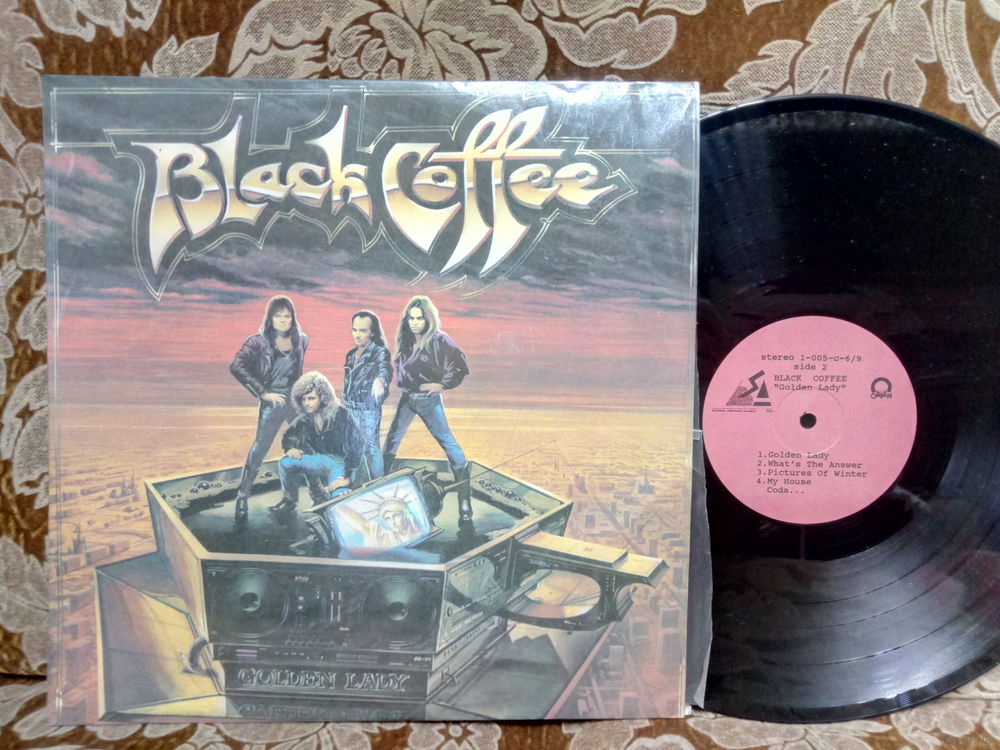 Black Coffee
GOLDEN LADY
stereo 1-005-c-6/9
side 2
BLACK COFFEE
"Golden Lady"
1.Golden Lady
2.What's The Answer
3.Pictures Of Winter
4.My House
Coda...